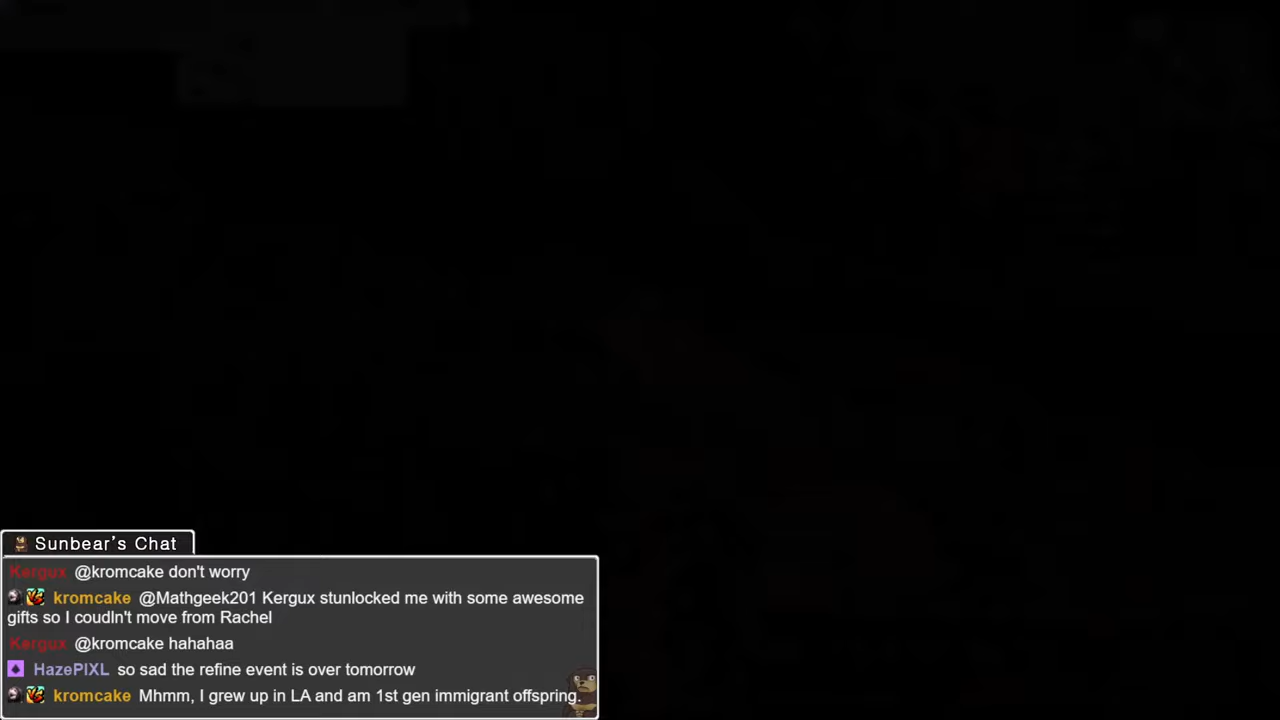 Sunbear's Chat
Kergux @kromcake don't worry
kromcake @Mathgeek201 Kergux stunlocked me with some awesome
gifts so I coudln't move from Rachel
Kergux @kromcake hahahaa
HazePIXL so sad the refine event is over tomorrow
kromcake Mhmm, I grew up in LA and am 1st gen immigrant offspring.